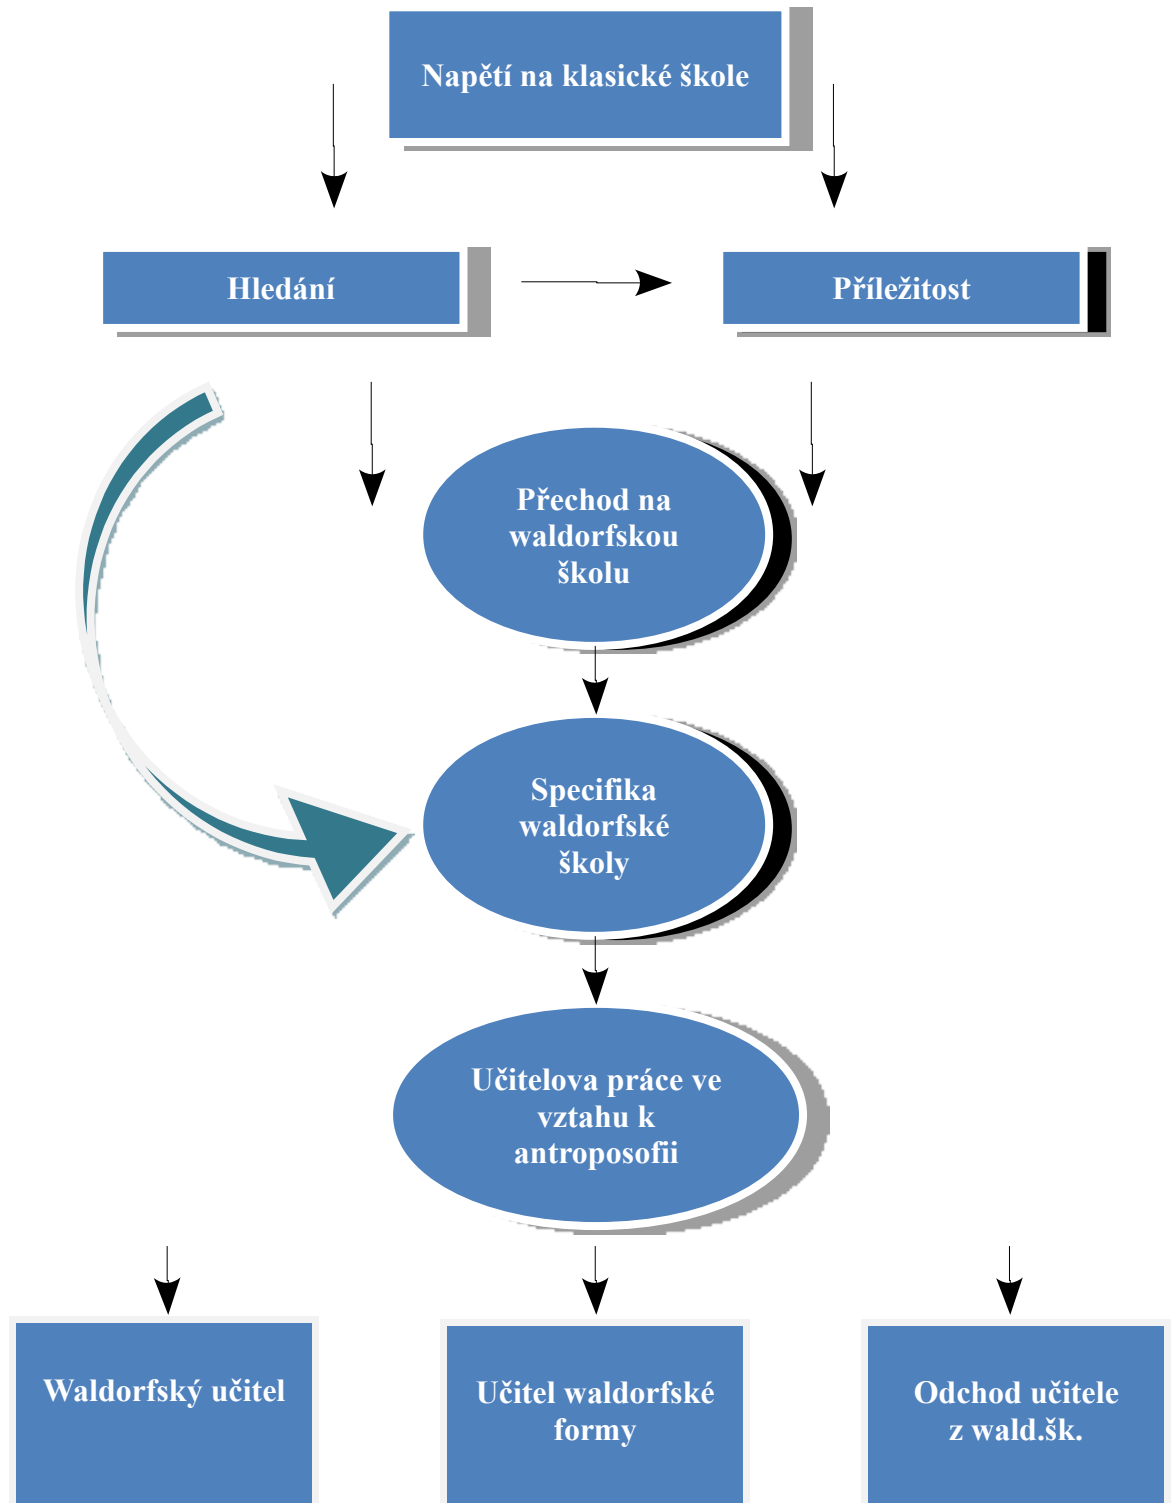 Napětí na klasické škole
Hledání
Příležitost
Přechod na
waldorfskou
školu
Specifika
waldorfské
školy
Učitelova práce ve
vztahu k
antroposofii
Waldorfský učitel
Učitel waldorfské
formy
Odchod učitele
z wald.šk.